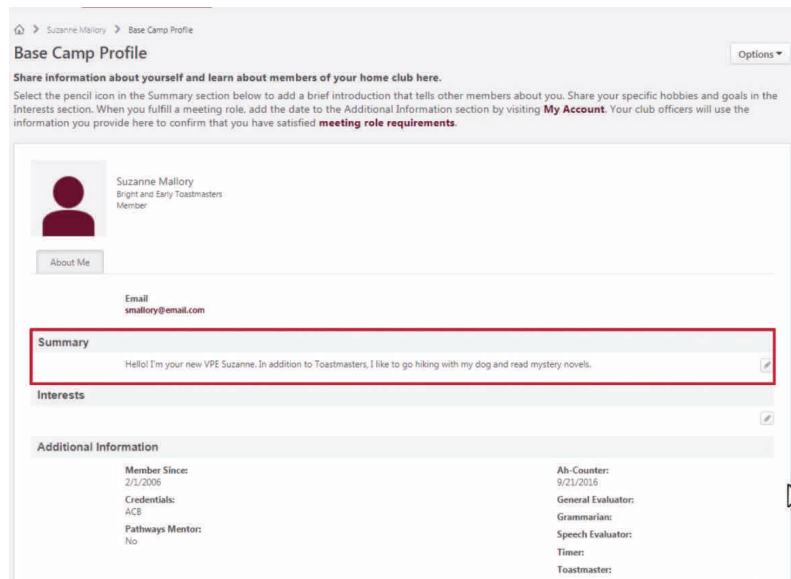 Suzanne Mallory > Base Camp Profile
Base Camp Profile
Options
Share information about yourself and learn about members of your home club here.
Select the pencil icon in the Summary section below to add a brief introduction that tells other members about you. Share your specific hobbies and goals in the
Interests section. When you fulfill a meeting role, add the date to the Additional Information section by visiting My Account. Your club officers will use the
information you provide here to confirm that you have satisfied meeting role requirements.
Suzanne Mallory
Bright and Early Toastmasters
Member
About Me
Email
smallory@email.com
Summary
Hello! I'm your new VPE Suzanne. In addition to Toastmasters, I like to go hiking with my dog and read mystery novels.
Interests
Additional Information
Member Since:
2/1/2006
Credentials:
ACB
Pathways Mentor:
No
Ah-Counter:
9/21/2016
General Evaluator:
Grammarian:
Speech Evaluator:
Timer:
Toastmaster: